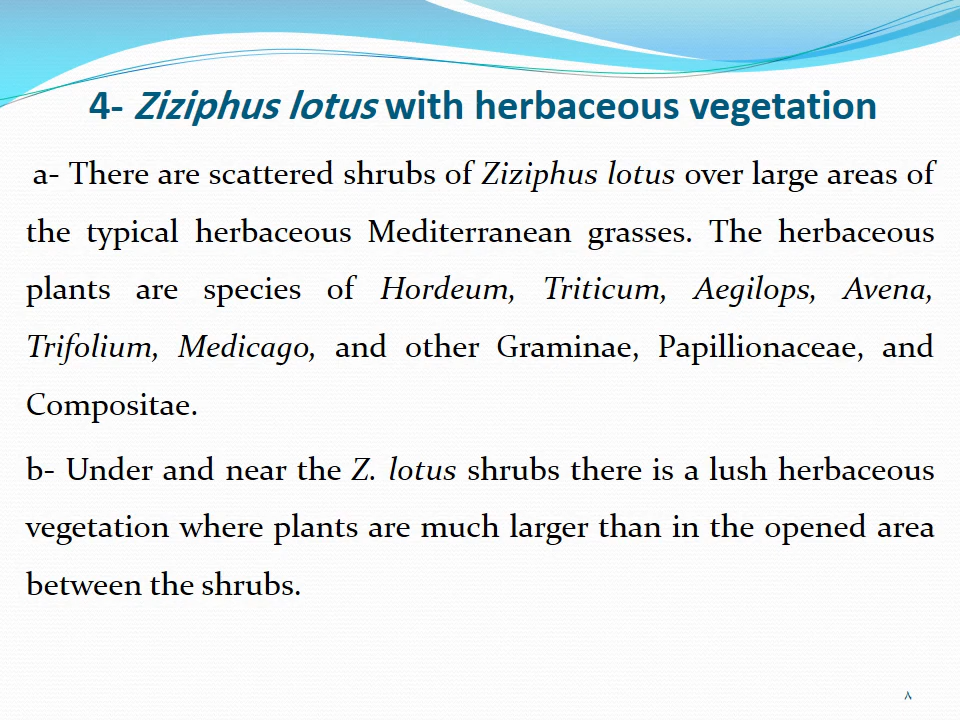 4- Ziziphus lotus with herbaceous vegetation
a- There are scattered shrubs of Ziziphus lotus over large areas of
the typical herbaceous Mediterranean grasses. The herbaceous
plants are species of Hordeum, Triticum, Aegilops, Avena,
Trifolium, Medicago, and other Graminae, Papillionaceae, and
Compositae.
b- Under and near the Z. lotus shrubs there is a lush herbaceous
vegetation where plants are much larger than in the opened area
between the shrubs.
٨